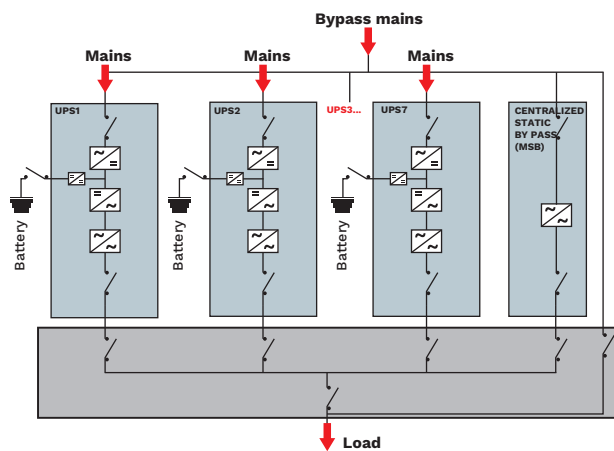 Bypass mains
Mains
Mains
Mains
UPS1
UPS2
UPS3...
UPS7
CENTRALIZED
STATIC
BY PASS
(MSB)
Battery
Battery
Battery
Load